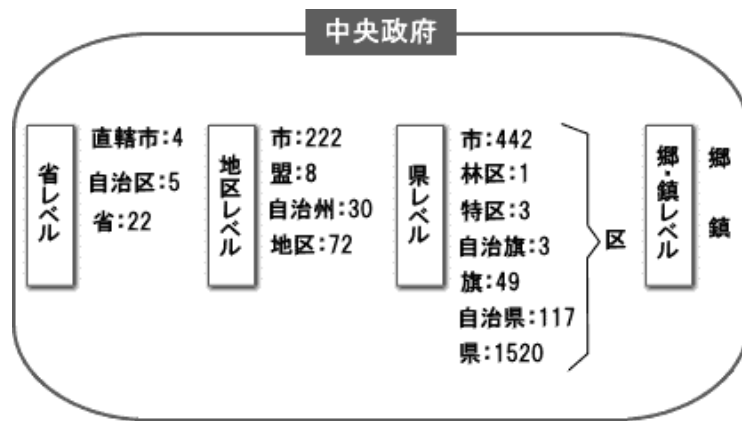 中央政府
省レベル
直轄市:4
自治区:5
省:22
地区レベル
市:222
盟:8
自治州:30
地区:72
県レベル
市:442
林区:1
特区:3
自治旗:3
旗:49
自治県:117
県:1520
区
郷・鎮レベル
郷
鎮